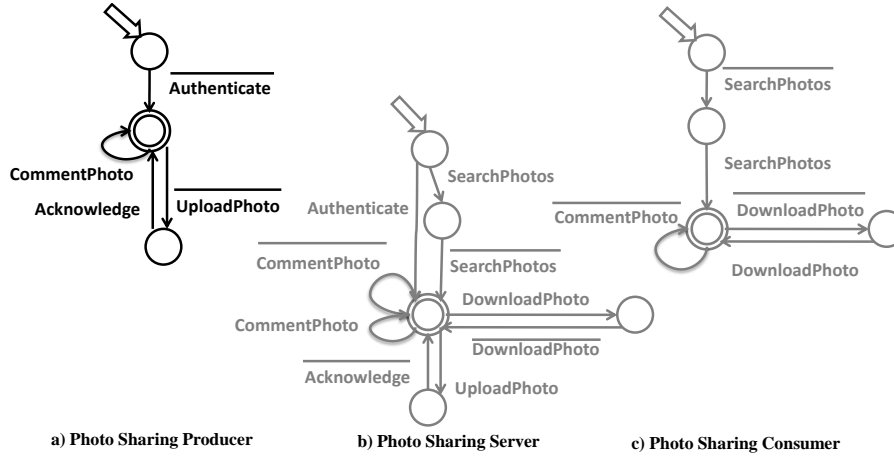 Authenticate
CommentPhoto
Acknowledge
UploadPhoto
a) Photo Sharing Producer
SearchPhotos
Authenticate
CommentPhoto
SearchPhotos
DownloadPhoto
CommentPhoto
DownloadPhoto
Acknowledge
UploadPhoto
b) Photo Sharing Server
SearchPhotos
SearchPhotos
CommentPhoto
DownloadPhoto
DownloadPhoto
c) Photo Sharing Consumer